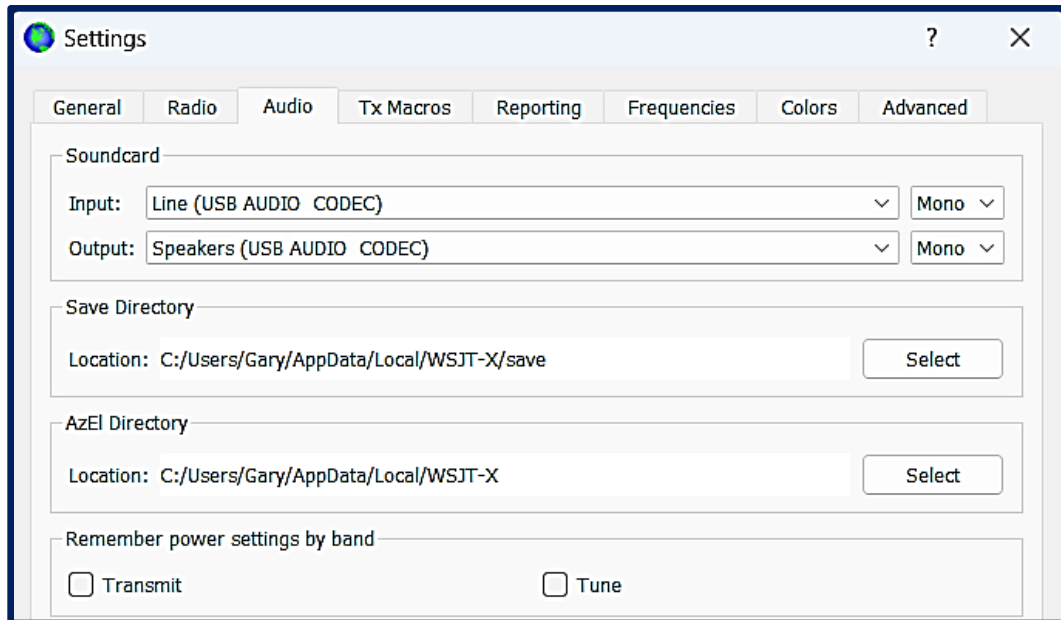 Settings ? X
General Radio Audio Tx Macros Reporting Frequencies Colors Advanced
Soundcard
Input: Line (USB AUDIO  CODEC) Mono
Output: Speakers (USB AUDIO  CODEC) Mono
Save Directory
Location: C:/Users/Gary/AppData/Local/WSJT-X/save Select
AzEl Directory
Location: C:/Users/Gary/AppData/Local/WSJT-X Select
Remember power settings by band
Transmit Tune